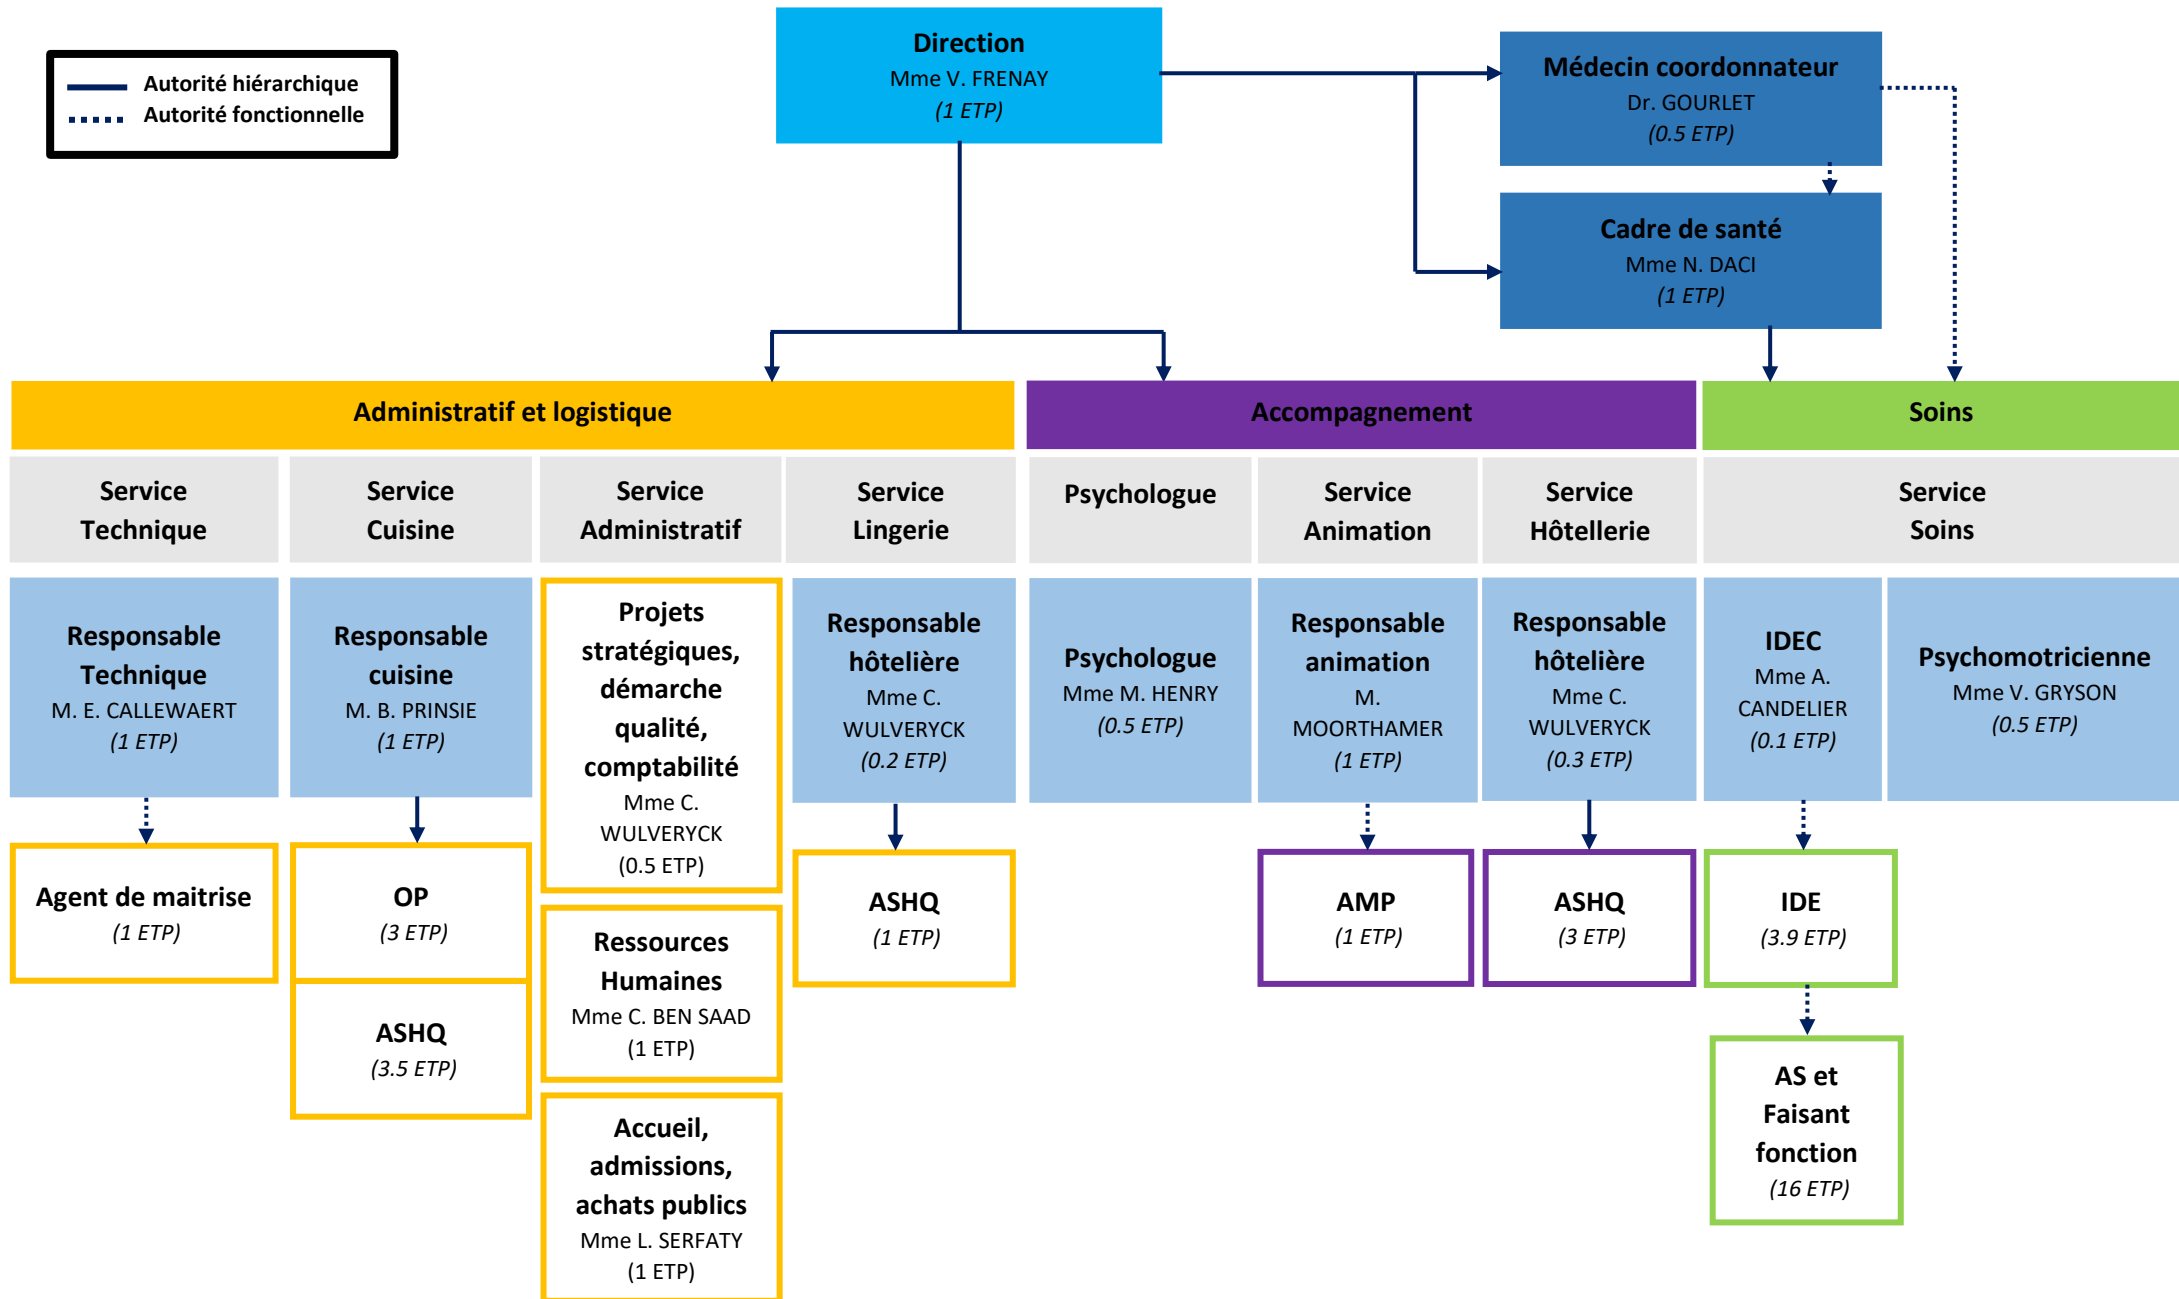 Autorité hiérarchique
Autorité fonctionnelle
Direction
Mme V. FRENAY
(1 ETP)
Médecin coordonnateur
Dr. GOURLET
(0.5 ETP)
Cadre de santé
Mme N. DACI
(1 ETP)
Administratif et logistique
Accompagnement
Soins
Service
Technique
Service
Cuisine
Service
Administratif
Service
Lingerie
Psychologue
Service
Animation
Service
Hôtellerie
Service
Soins
Responsable
Technique
M. E. CALLEWAERT
(1 ETP)
Agent de maitrise
(1 ETP)
Responsable
cuisine
M. B. PRINSIE
(1 ETP)
OP
(3 ETP)
ASHQ
(3.5 ETP)
Projets
stratégiques,
démarche
qualité,
comptabilité
Mme C.
WULVERYCK
(0.5 ETP)
Ressources
Humaines
Mme C. BEN SAAD
(1 ETP)
Accueil,
admissions,
achats publics
Mme L. SERFATY
(1 ETP)
Responsable
hôtelière
Mme C.
WULVERYCK
(0.2 ETP)
ASHQ
(1 ETP)
Psychologue
Mme M. HENRY
(0.5 ETP)
Responsable
animation
M.
MOORTHAMER
(1 ETP)
AMP
(1 ETP)
Responsable
hôtelière
Mme C.
WULVERYCK
(0.3 ETP)
ASHQ
(3 ETP)
IDEC
Mme A.
CANDELIER
(0.1 ETP)
IDE
(3.9 ETP)
AS et
Faisant
fonction
(16 ETP)
Psychomotricienne
Mme V. GRYSON
(0.5 ETP)